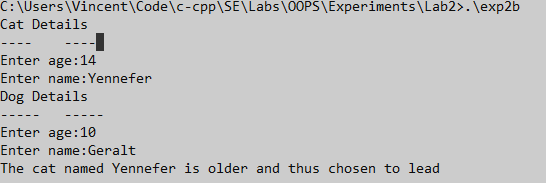 C:\Users\Vincent\Code\c-cpp\SE\Labs\OOPS\Experiments\Lab2>.\exp2b
Cat Details
----    ----
Enter age:14
Enter name:Yennefer
Dog Details
-----   -----
Enter age:10
Enter name:Geralt
The cat named Yennefer is older and thus chosen to lead